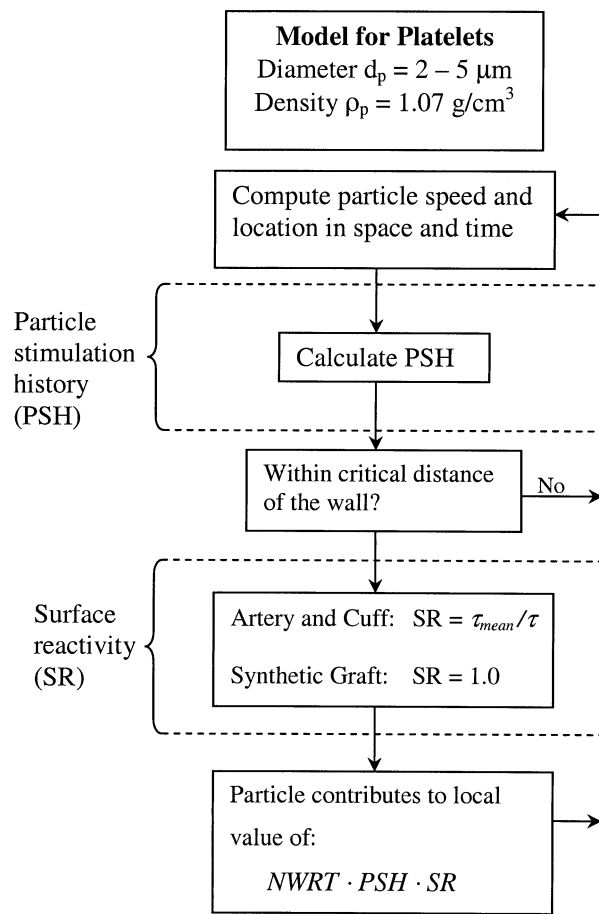 Model for Platelets
Diameter dₚ = 2 – 5 μm
Density ρₚ = 1.07 g/cm³
Compute particle speed and
location in space and time
Particle
stimulation
history
(PSH)
Calculate PSH
Within critical distance
of the wall?
No
Surface
reactivity
(SR)
Artery and Cuff: SR = τ_mean/τ
Synthetic Graft: SR = 1.0
Particle contributes to local
value of:
NWRT · PSH · SR